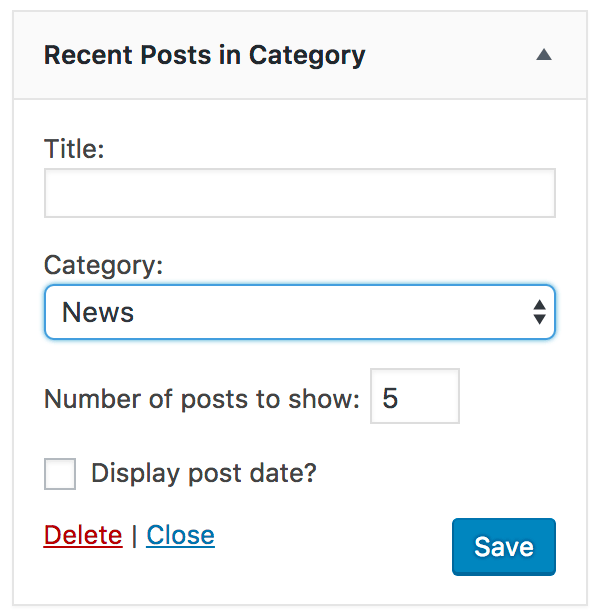 Recent Posts in Category
Title:
Category:
News
Number of posts to show: 5
Display post date?
Delete | Close
Save